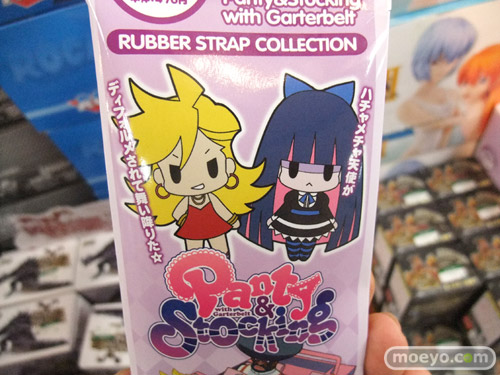 Panty&Stocking
with Garterbelt
RUBBER STRAP COLLECTION
ハチャメチャ天使が
ディフォルメされて舞い降りた☆
Panty
&
with Garterbelt
Stocking
moeyo.com